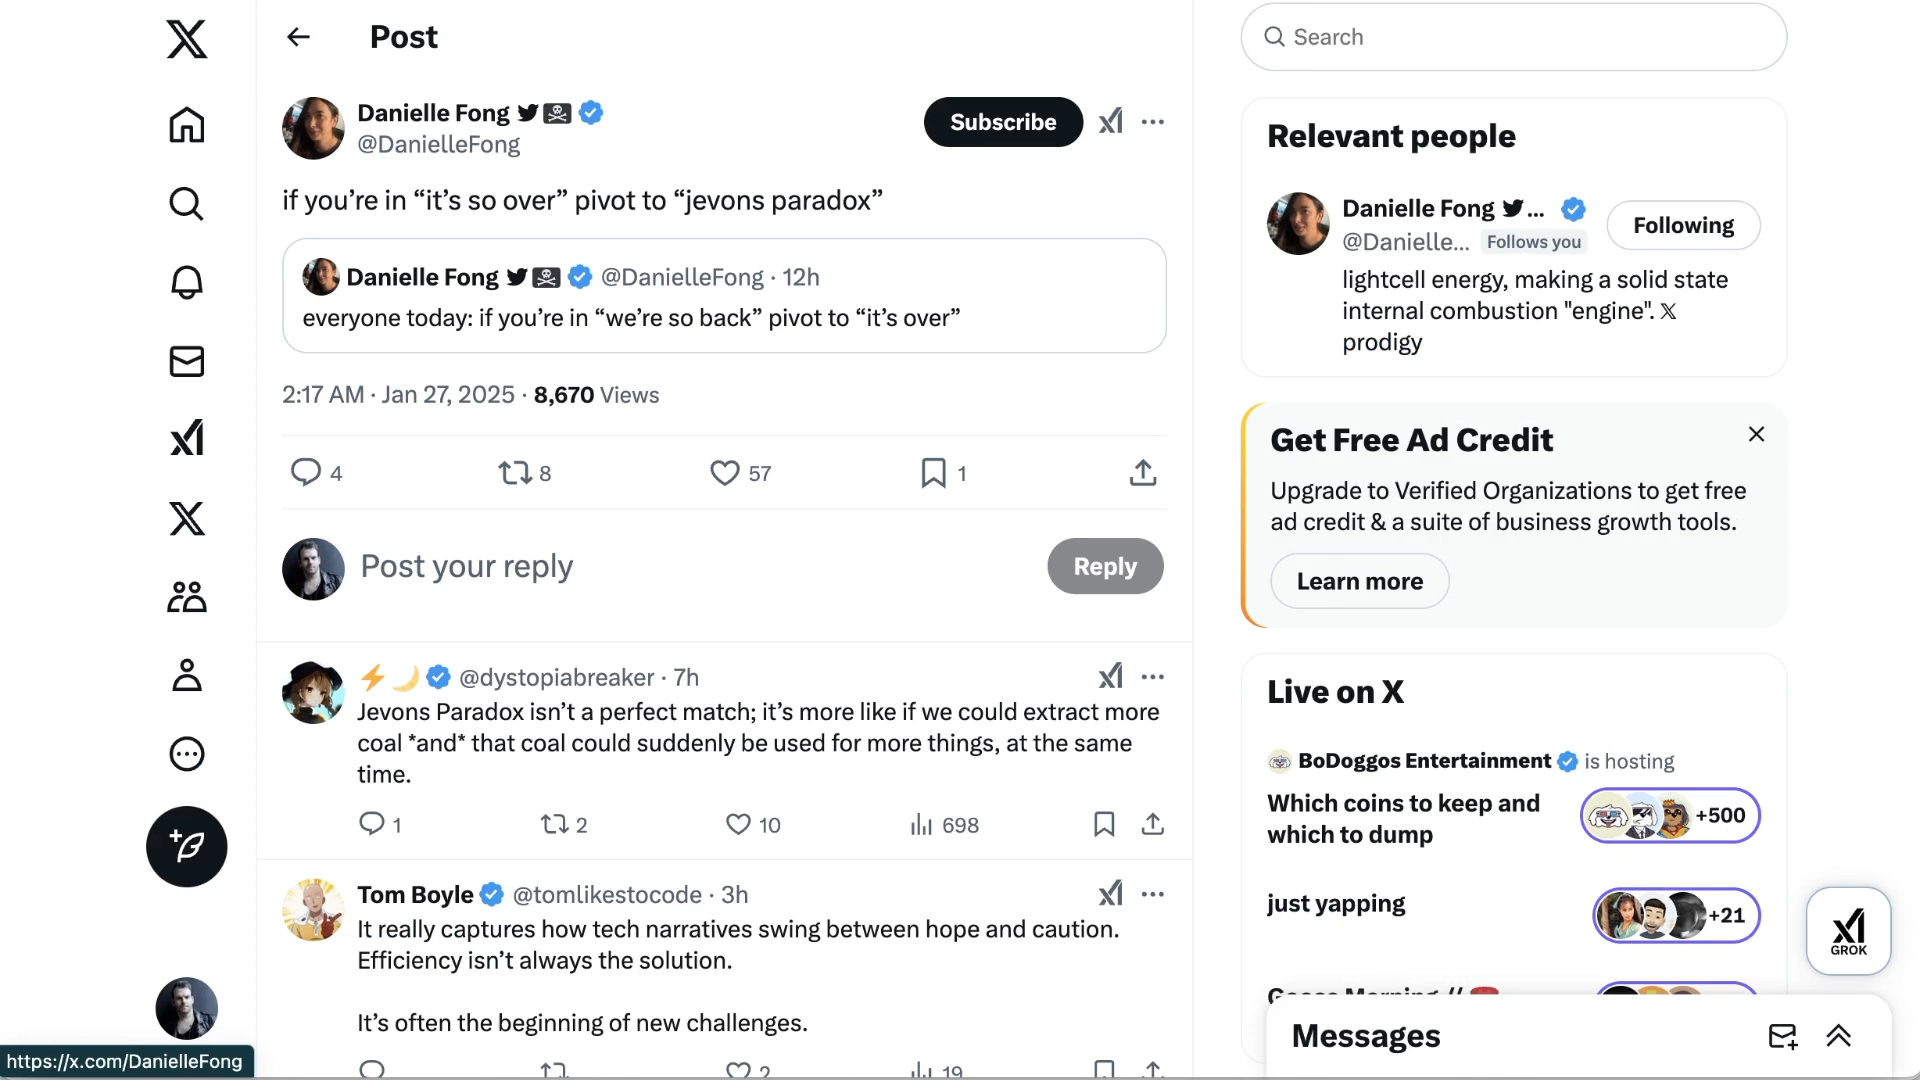 Post
Search
Danielle Fong
@DanielleFong
Subscribe
if you’re in “it’s so over” pivot to “jevons paradox”
Danielle Fong @DanielleFong · 12h
everyone today: if you’re in “we’re so back” pivot to “it’s over”
2:17 AM · Jan 27, 2025 · 8,670 Views
4
8
57
1
Post your reply
Reply
@dystopiabreaker · 7h
Jevons Paradox isn’t a perfect match; it’s more like if we could extract more
coal *and* that coal could suddenly be used for more things, at the same
time.
1
2
10
698
Tom Boyle @tomlikestocode · 3h
It really captures how tech narratives swing between hope and caution.
Efficiency isn’t always the solution.
It’s often the beginning of new challenges.
2
19
Relevant people
Danielle Fong ...
@Danielle... Follows you
Following
lightcell energy, making a solid state
internal combustion "engine". 𝕏
prodigy
Get Free Ad Credit
Upgrade to Verified Organizations to get free
ad credit & a suite of business growth tools.
Learn more
Live on X
BoDoggos Entertainment is hosting
Which coins to keep and
which to dump
+500
just yapping
+21
GROK
Messages
https://x.com/DanielleFong